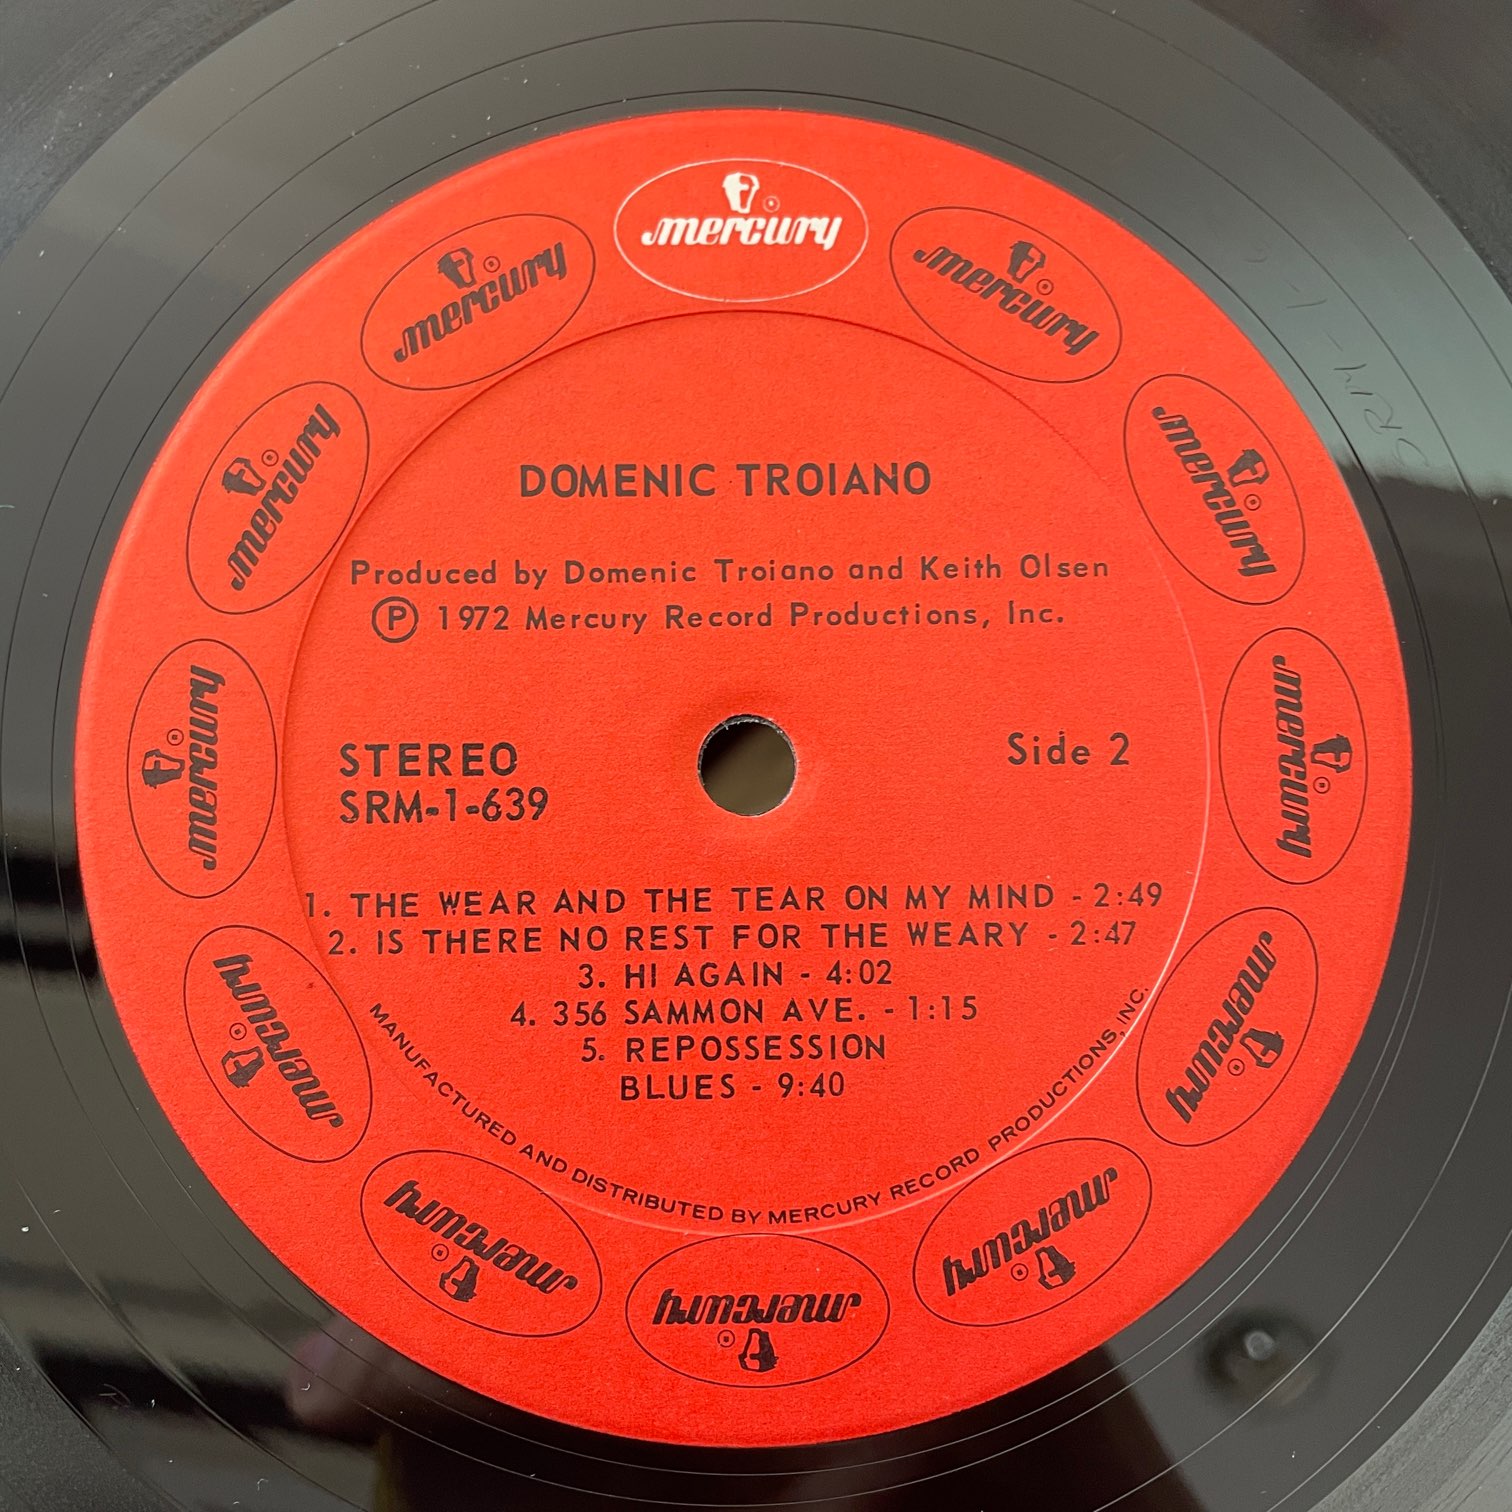 mercury
mercury
mercury
mercury
mercury
mercury
mercury
mercury
mercury
mercury
mercury
mercury
DOMENIC TROIANO
Produced by Domenic Troiano and Keith Olsen
Ⓟ 1972 Mercury Record Productions, Inc.
STEREO
SRM-1-639
Side 2
1. THE WEAR AND THE TEAR ON MY MIND - 2:49
2. IS THERE NO REST FOR THE WEARY - 2:47
3. HI AGAIN - 4:02
4. 356 SAMMON AVE. - 1:15
5. REPOSSESSION
BLUES - 9:40
MANUFACTURED AND DISTRIBUTED BY MERCURY RECORD PRODUCTIONS, INC.